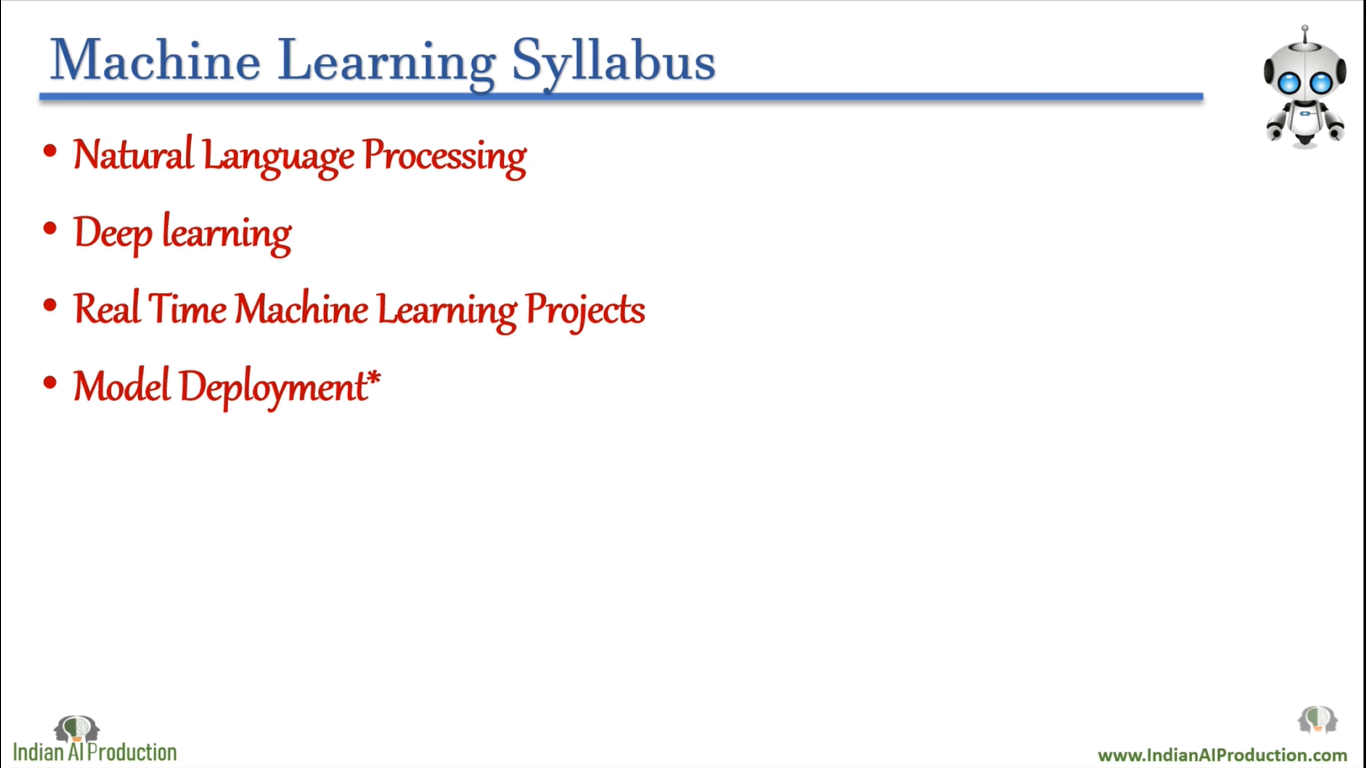 Machine Learning Syllabus
• Natural Language Processing
• Deep learning
• Real Time Machine Learning Projects
• Model Deployment*
Indian AI Production
www.IndianAIProduction.com